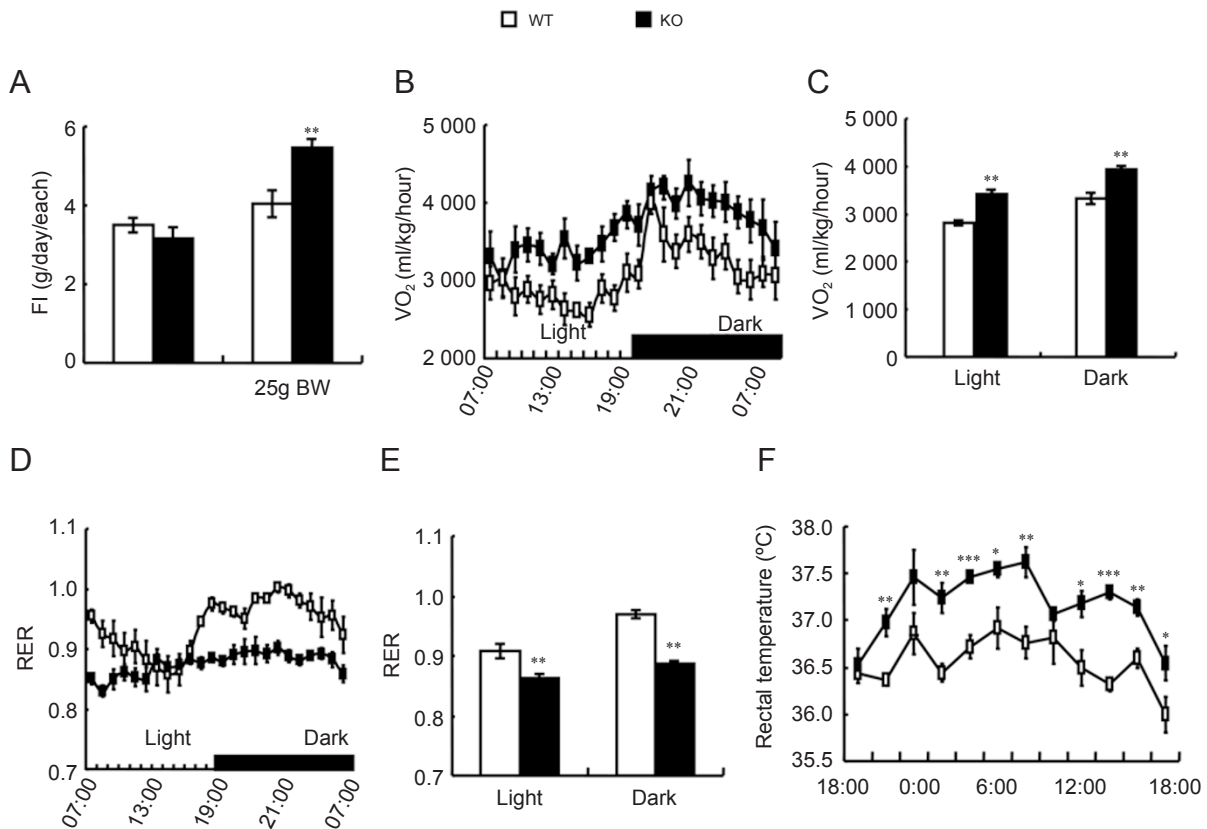 WT KO
A
FI (g/day/each)
6
4
2
0
**
25g BW
B
VO₂ (ml/kg/hour)
5 000
4 000
3 000
2 000
Light Dark
07:00 13:00 19:00 21:00 07:00
C
VO₂ (ml/kg/hour)
5 000
4 000
3 000
2 000
1 000
0
** **
Light Dark
D
RER
1.1
1.0
0.9
0.8
0.7
Light Dark
07:00 13:00 19:00 21:00 07:00
E
RER
1.1
1.0
0.9
0.8
0.7
** **
Light Dark
F
Rectal temperature (ºC)
38.0
37.5
37.0
36.5
36.0
35.5
** ** *** * ** * *** ** *
18:00 0:00 6:00 12:00 18:00